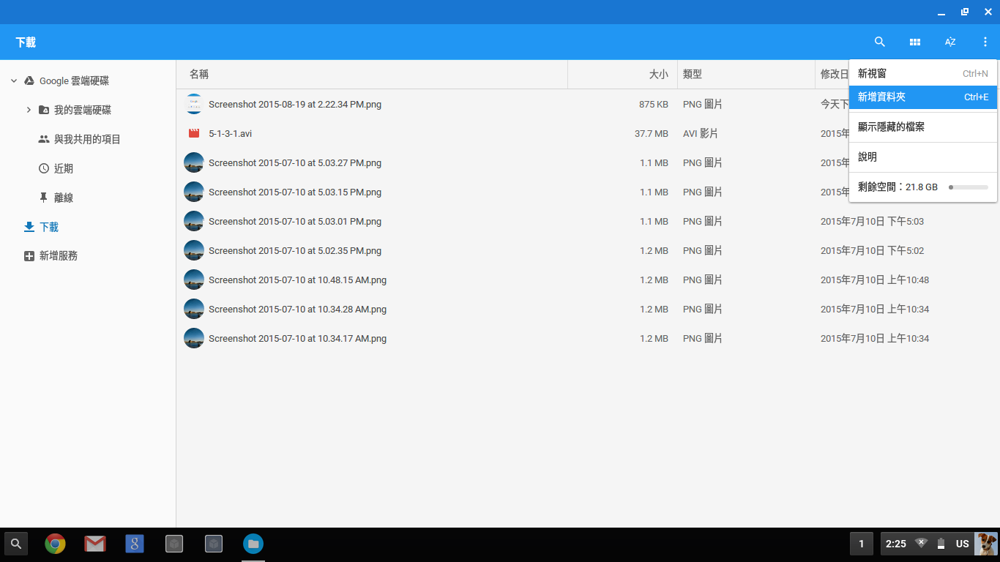 下載
Google 雲端硬碟
我的雲端硬碟
與我共用的項目
近期
離線
下載
新增服務
名稱 大小 類型 修改日
Screenshot 2015-08-19 at 2.22.34 PM.png 875 KB PNG 圖片 今天下
5-1-3-1.avi 37.7 MB AVI 影片 2015年
Screenshot 2015-07-10 at 5.03.27 PM.png 1.1 MB PNG 圖片 2015年
Screenshot 2015-07-10 at 5.03.15 PM.png 1.1 MB PNG 圖片 2015年
Screenshot 2015-07-10 at 5.03.01 PM.png 1.1 MB PNG 圖片 2015年7月10日 下午5:03
Screenshot 2015-07-10 at 5.02.35 PM.png 1.2 MB PNG 圖片 2015年7月10日 下午5:02
Screenshot 2015-07-10 at 10.48.15 AM.png 1.2 MB PNG 圖片 2015年7月10日 上午10:48
Screenshot 2015-07-10 at 10.34.28 AM.png 1.2 MB PNG 圖片 2015年7月10日 上午10:34
Screenshot 2015-07-10 at 10.34.17 AM.png 1.2 MB PNG 圖片 2015年7月10日 上午10:34
AZ
新視窗 Ctrl+N
新增資料夾 Ctrl+E
顯示隱藏的檔案
說明
剩餘空間：21.8 GB
8
1 2:25 US